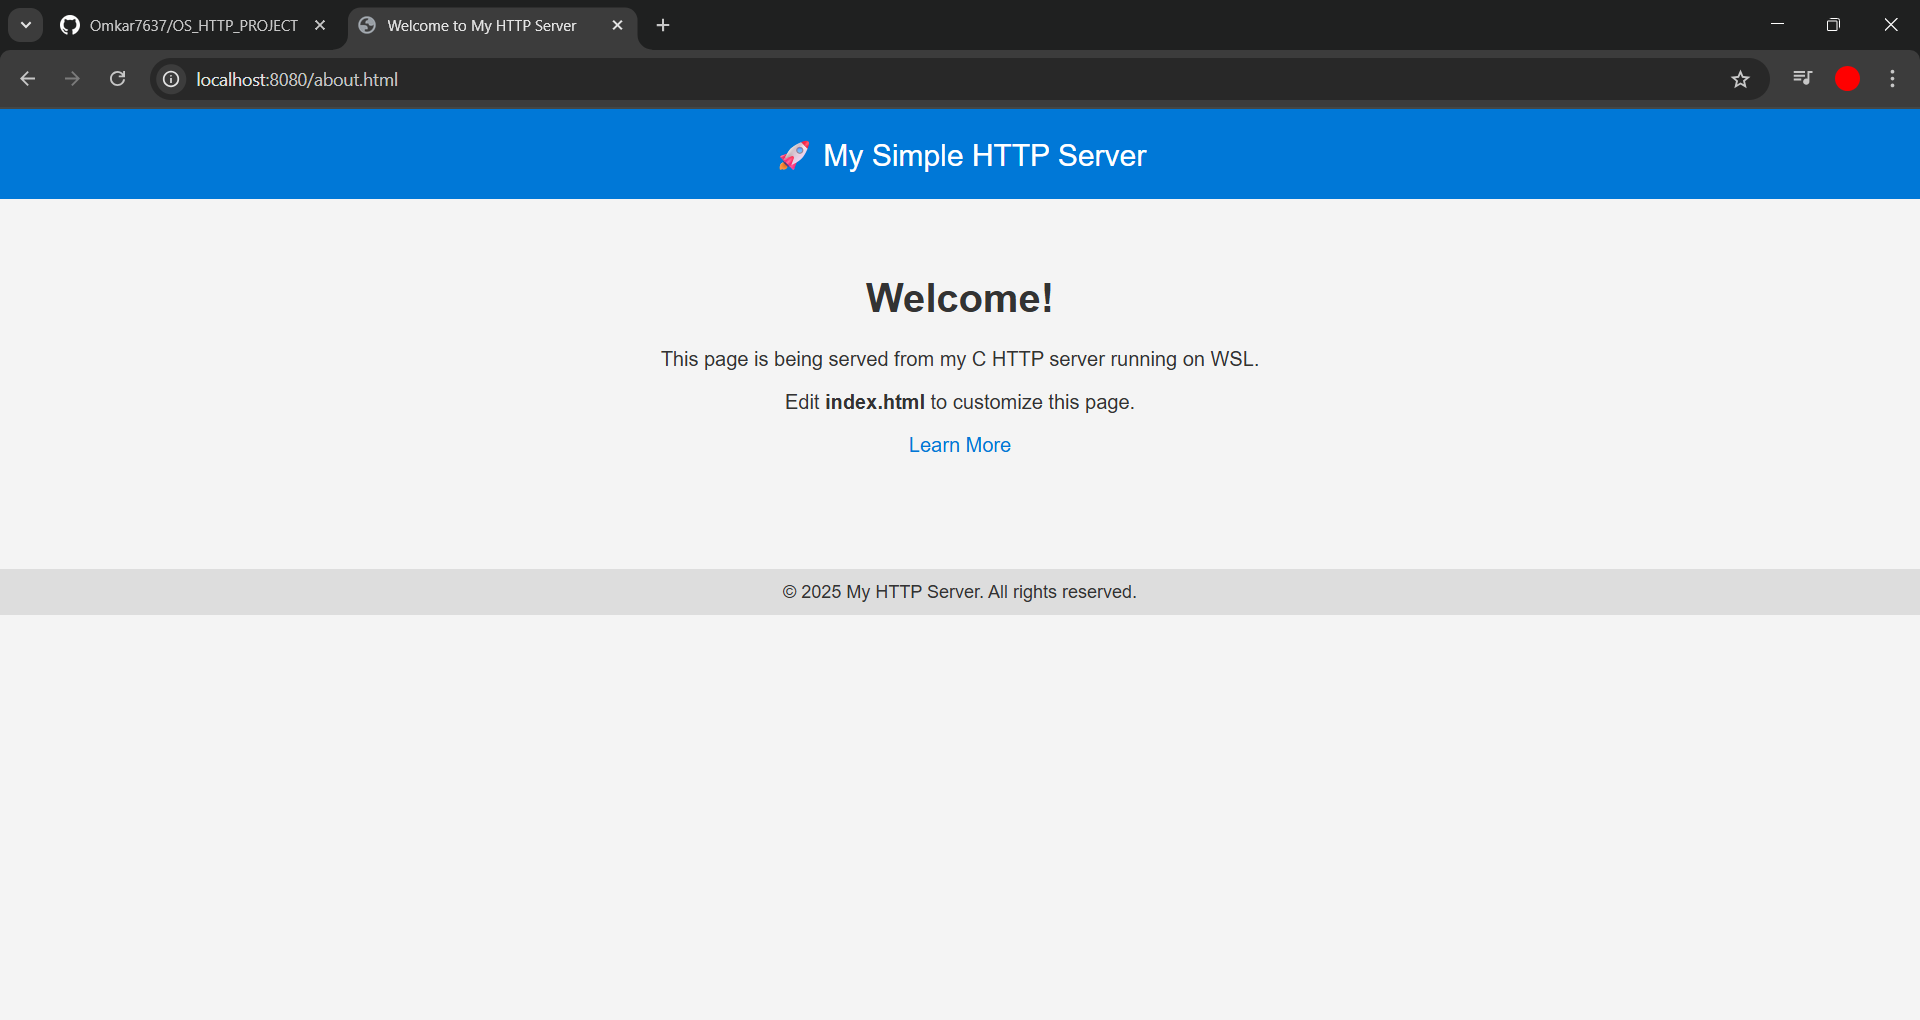 Omkar7637/OS_HTTP_PROJECT
Welcome to My HTTP Server
localhost:8080/about.html
🚀 My Simple HTTP Server
Welcome!
This page is being served from my C HTTP server running on WSL.
Edit index.html to customize this page.
Learn More
© 2025 My HTTP Server. All rights reserved.